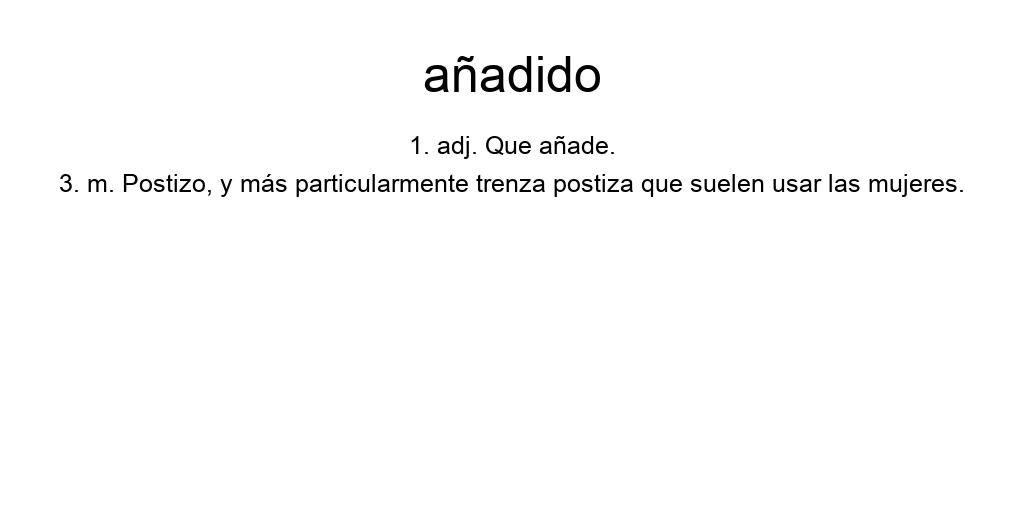 añadido
1. adj. Que añade.
3. m. Postizo, y más particularmente trenza postiza que suelen usar las mujeres.